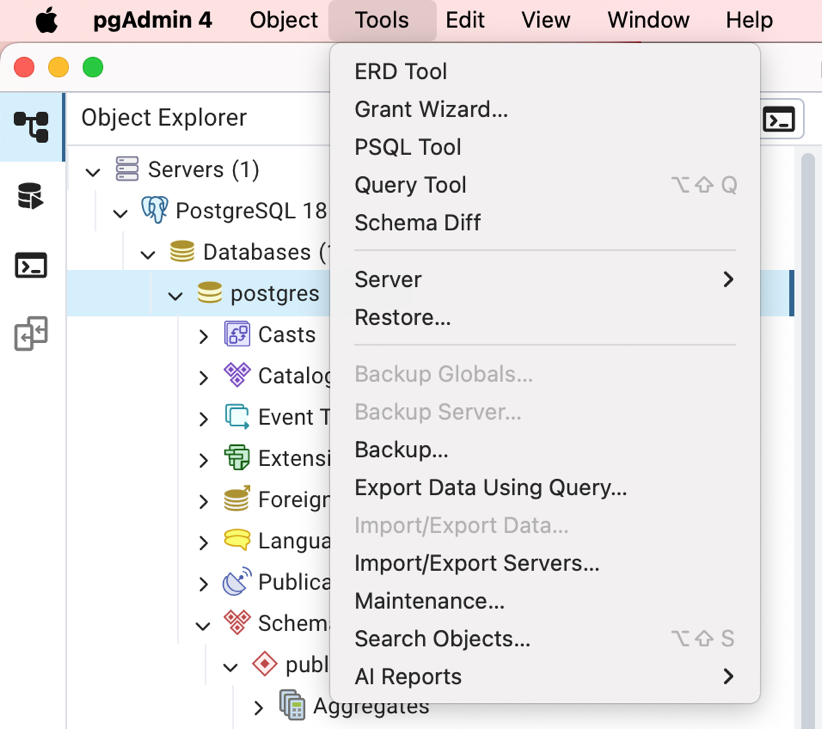 pgAdmin 4 Object Tools Edit View Window Help
Object Explorer
Servers (1)
PostgreSQL 18
Databases (
postgres
Casts
Catalog
Event T
Extensi
Foreign
Langua
Publica
Schem
publ
Aggregates
ERD Tool
Grant Wizard...
PSQL Tool
Query Tool ⌥⇧ Q
Schema Diff
Server
Restore...
Backup Globals...
Backup Server...
Backup...
Export Data Using Query...
Import/Export Data...
Import/Export Servers...
Maintenance...
Search Objects... ⌥⇧ S
AI Reports